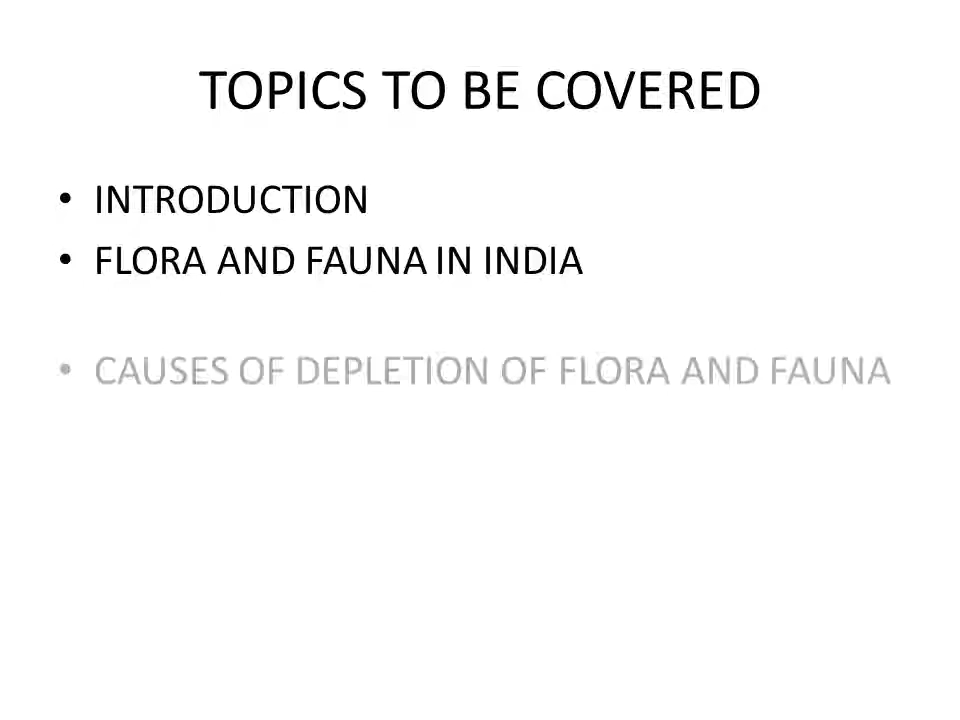 TOPICS TO BE COVERED
• INTRODUCTION
• FLORA AND FAUNA IN INDIA
• CAUSES OF DEPLETION OF FLORA AND FAUNA